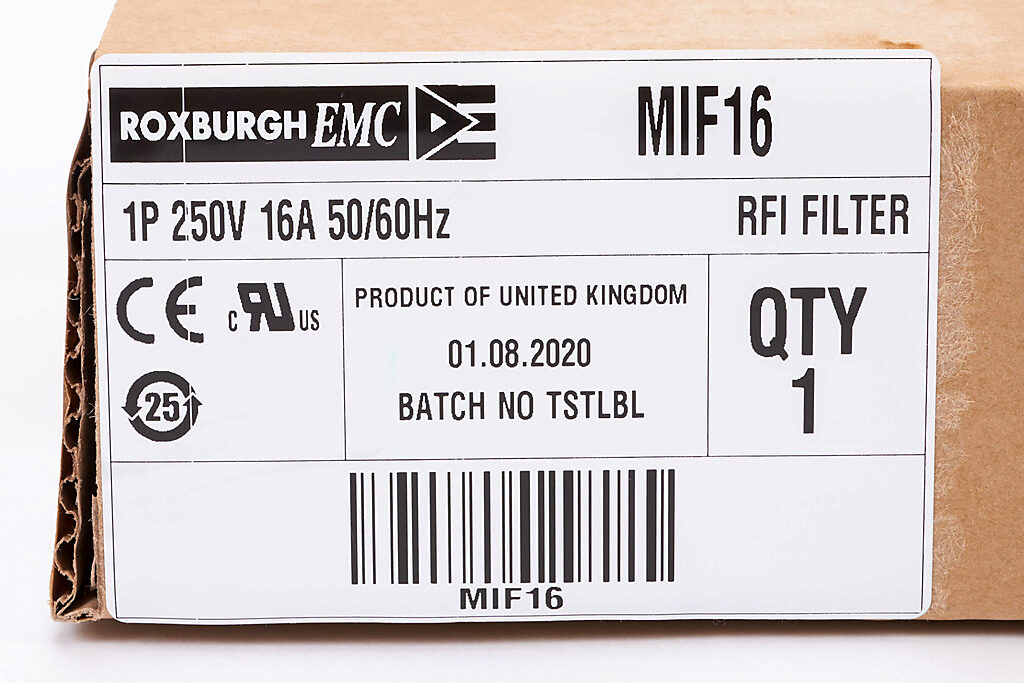 ROXBURGH EMC
MIF16
1P 250V 16A 50/60Hz
RFI FILTER
CE
c RU US
25
PRODUCT OF UNITED KINGDOM
01.08.2020
BATCH NO TSTLBL
QTY
1
MIF16